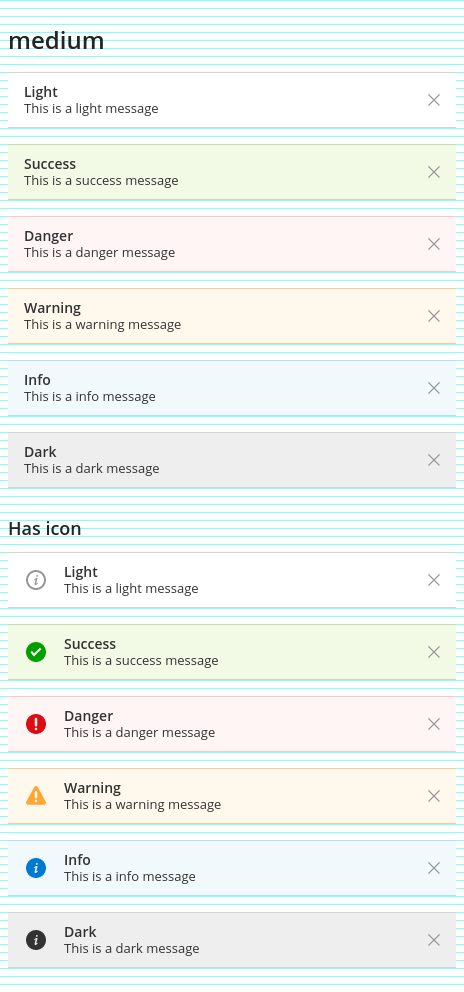 medium
Light
This is a light message
Success
This is a success message
Danger
This is a danger message
Warning
This is a warning message
Info
This is a info message
Dark
This is a dark message
Has icon
Light
This is a light message
Success
This is a success message
Danger
This is a danger message
Warning
This is a warning message
Info
This is a info message
Dark
This is a dark message